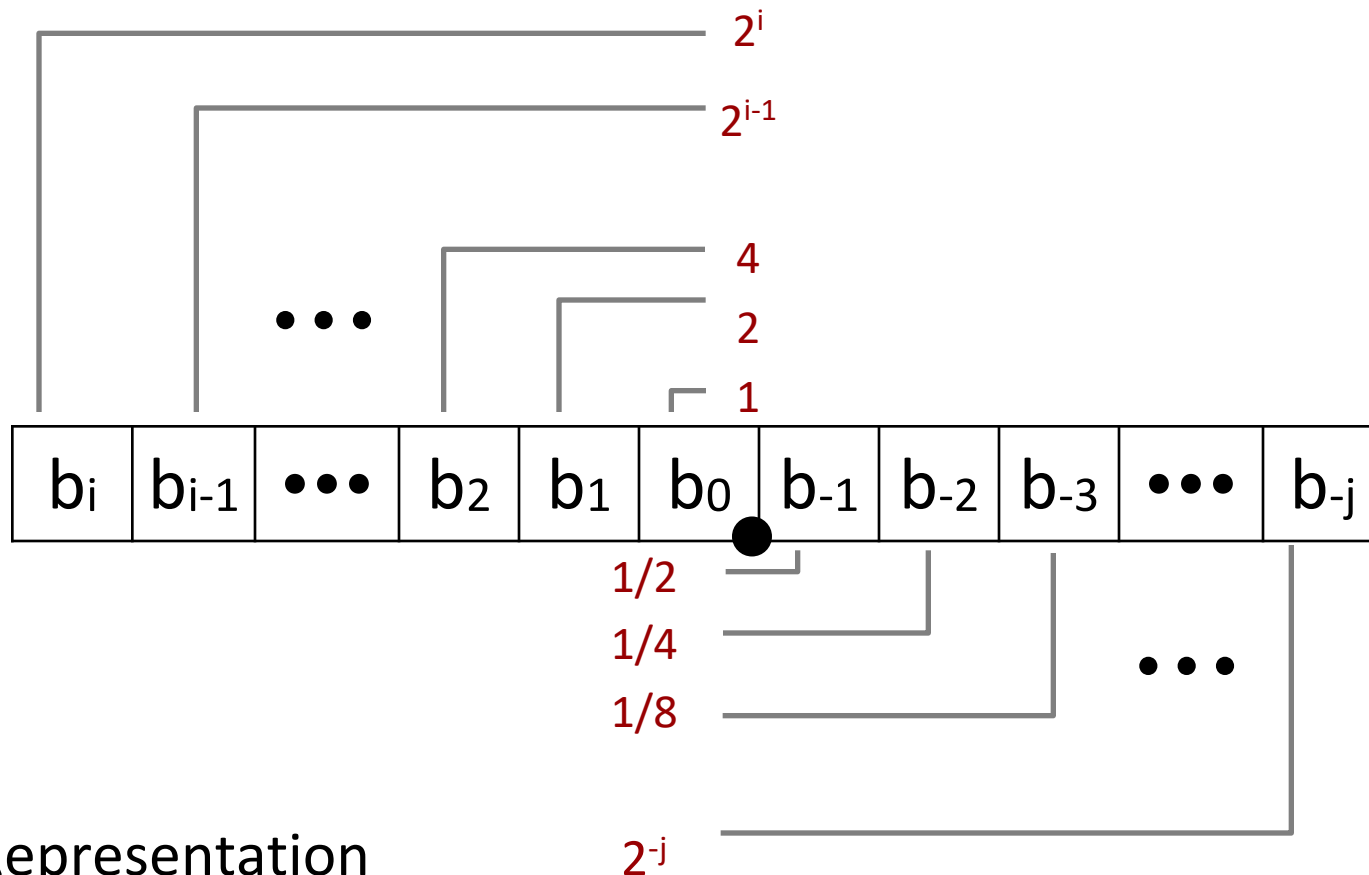 2ⁱ
2ⁱ⁻¹
•••
4
2
1
bᵢ bᵢ₋₁ ••• b₂ b₁ b₀ b₋₁ b₋₂ b₋₃ ••• b₋ⱼ
1/2
1/4
•••
1/8
epresentation 2⁻ʲ